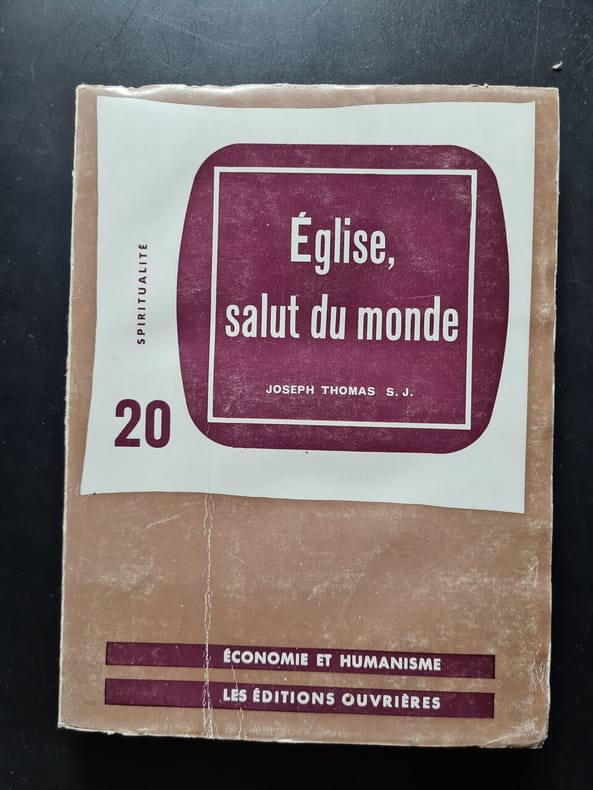 Église,
salut du monde
JOSEPH THOMAS S. J.
SPIRITUALITÉ
20
ÉCONOMIE ET HUMANISME
LES ÉDITIONS OUVRIÈRES